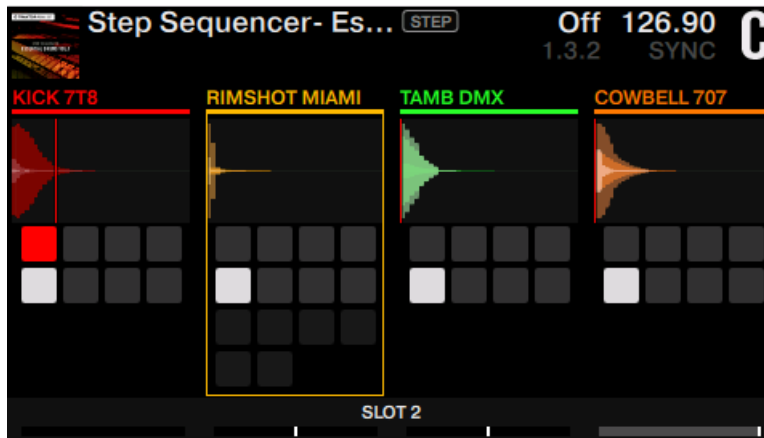 Step Sequencer- Es... STEP Off 126.90 C
1.3.2 SYNC
KICK 7T8 RIMSHOT MIAMI TAMB DMX COWBELL 707
SLOT 2